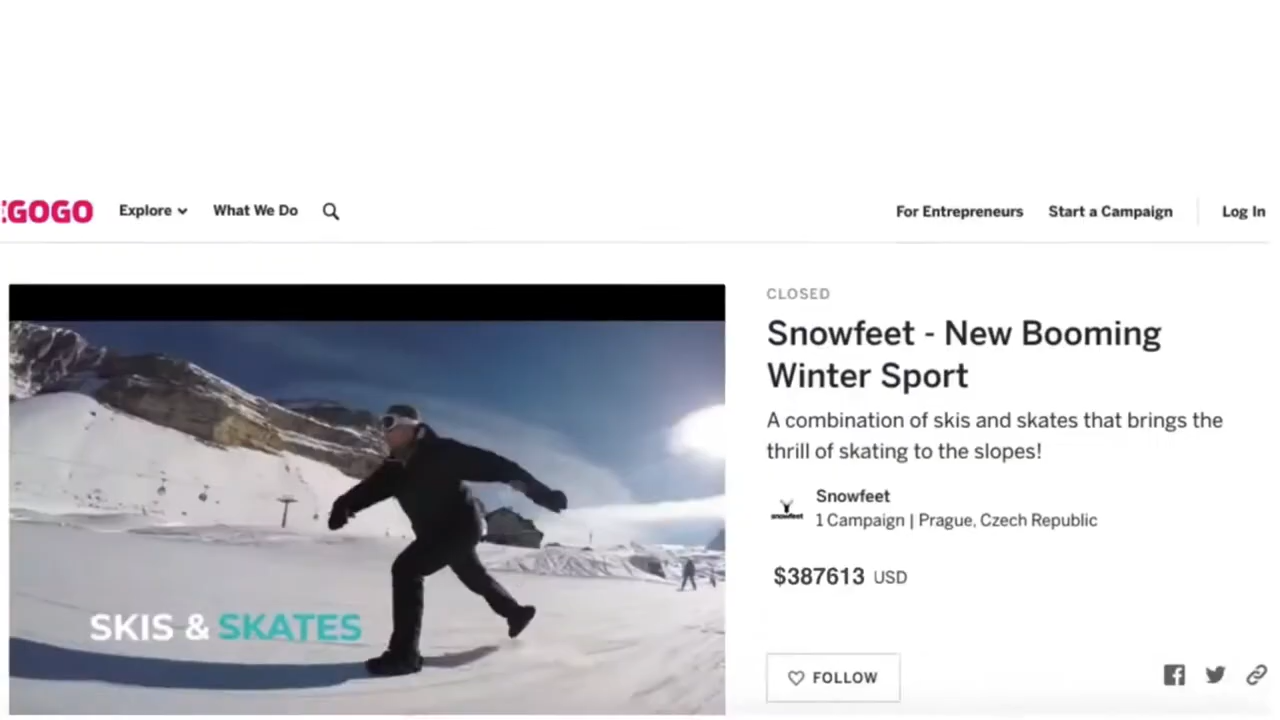 :GOGO Explore What We Do For Entrepreneurs Start a Campaign Log In
CLOSED
Snowfeet - New Booming
Winter Sport
A combination of skis and skates that brings the
thrill of skating to the slopes!
Snowfeet
snowfeet
1 Campaign | Prague, Czech Republic
$387613 USD
SKIS & SKATES
FOLLOW